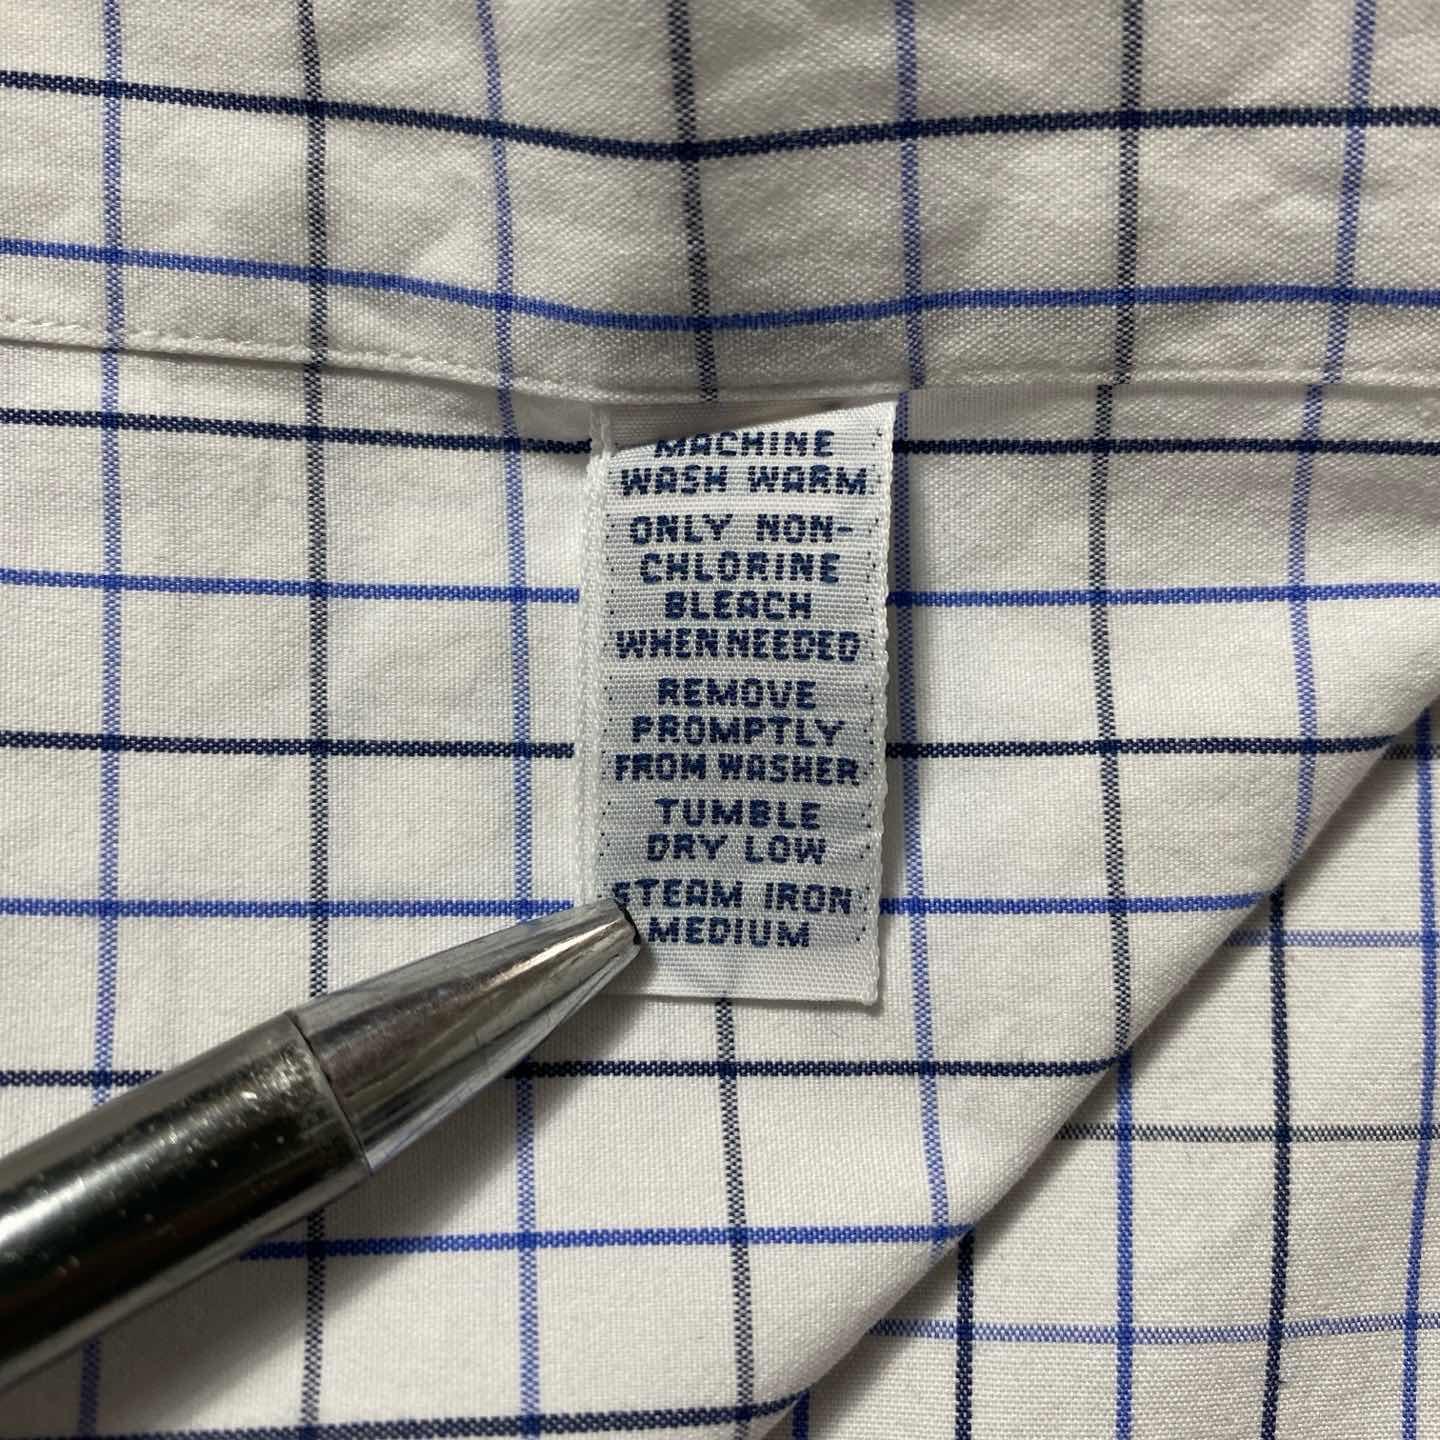 MACHINE
WASH WARM
ONLY NON-
CHLORINE
BLEACH
WHEN NEEDED
REMOVE
PROMPTLY
FROM WASHER
TUMBLE
DRY LOW
STEAM IRON
MEDIUM